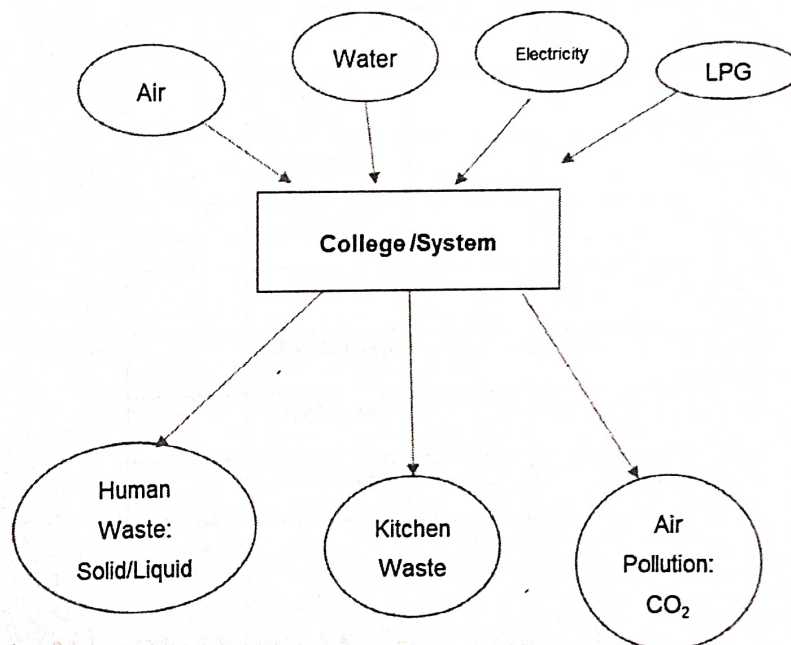 Air
Water
Electricity
LPG
College/System
Human
Waste:
Solid/Liquid
Kitchen
Waste
Air
Pollution:
CO₂